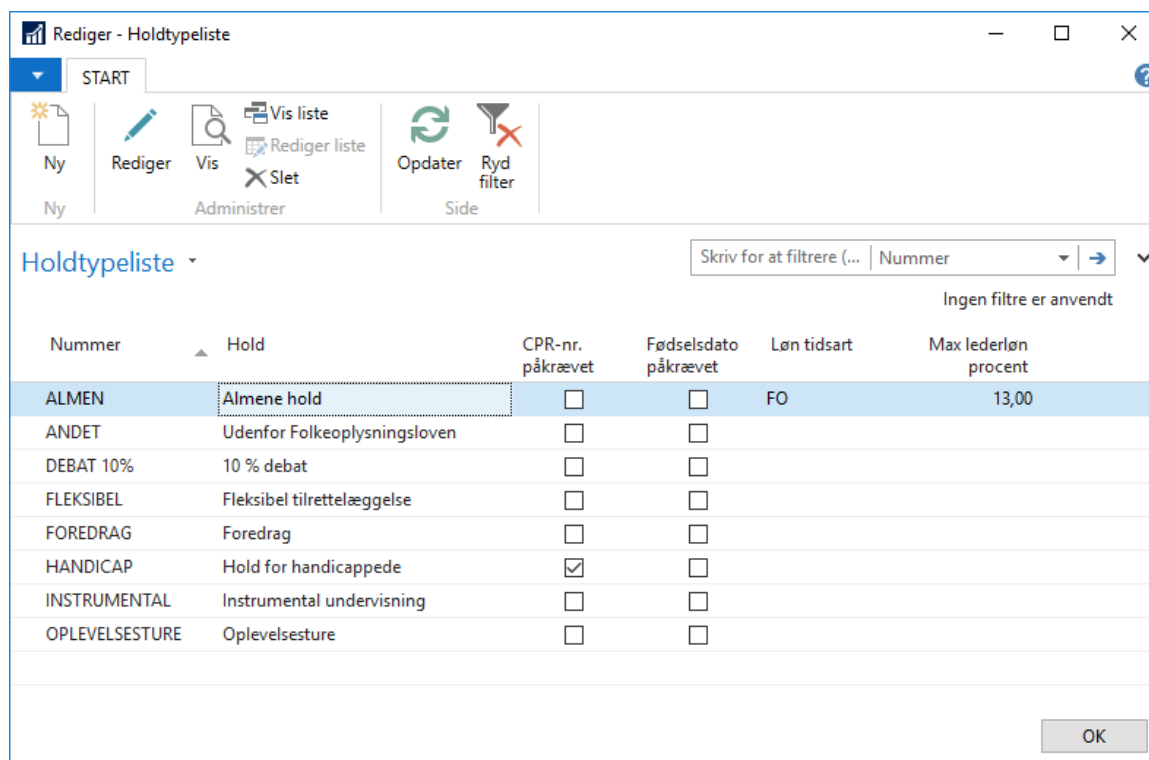 Rediger - Holdtypeliste
START
Ny
Rediger
Vis
Vis liste
Rediger liste
Slet
Opdater
Ryd
filter
Ny
Administrer
Side
Holdtypeliste
Skriv for at filtrere (... Nummer
Ingen filtre er anvendt
Nummer Hold CPR-nr. påkrævet Fødselsdato påkrævet Løn tidsart Max lederløn procent
ALMEN Almene hold FO 13,00
ANDET Udenfor Folkeoplysningsloven
DEBAT 10% 10 % debat
FLEKSIBEL Fleksibel tilrettelæggelse
FOREDRAG Foredrag
HANDICAP Hold for handicappede
INSTRUMENTAL Instrumental undervisning
OPLEVELSESTURE Oplevelsesture
OK